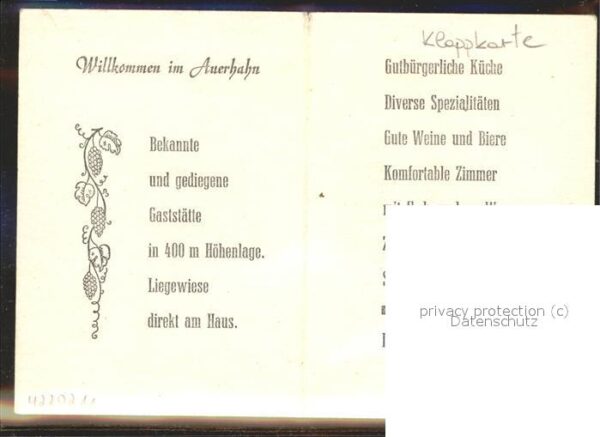 Klappkarte
Willkommen im Auerhahn
Bekannte
und gediegene
Gaststätte
in 400 m Höhenlage.
Liegewiese
direkt am Haus.
Gutbürgerliche Küche
Diverse Spezialitäten
Gute Weine und Biere
Komfortable Zimmer
privacy protection (c)
Datenschutz